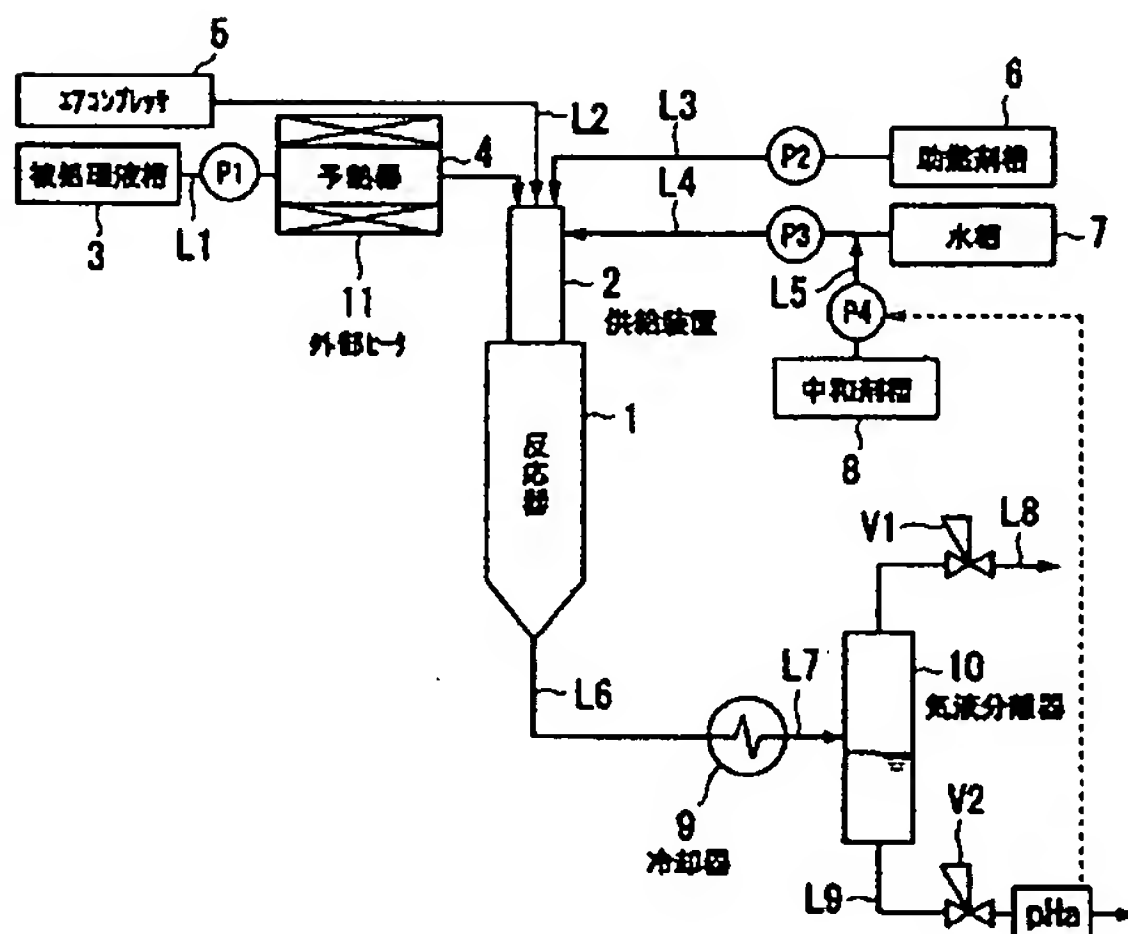 5
エアコンプレッサ
L2
L3
6
P2
助燃剤槽
被処理液槽
P1
予熱器
4
L4
3
L1
P3
水槽
7
11
外部ヒータ
2
供給装置
L5
P4
中和剤槽
8
1
反応器
V1
L8
L6
L7
10
気液分離器
9
冷却器
V2
L9
pHa